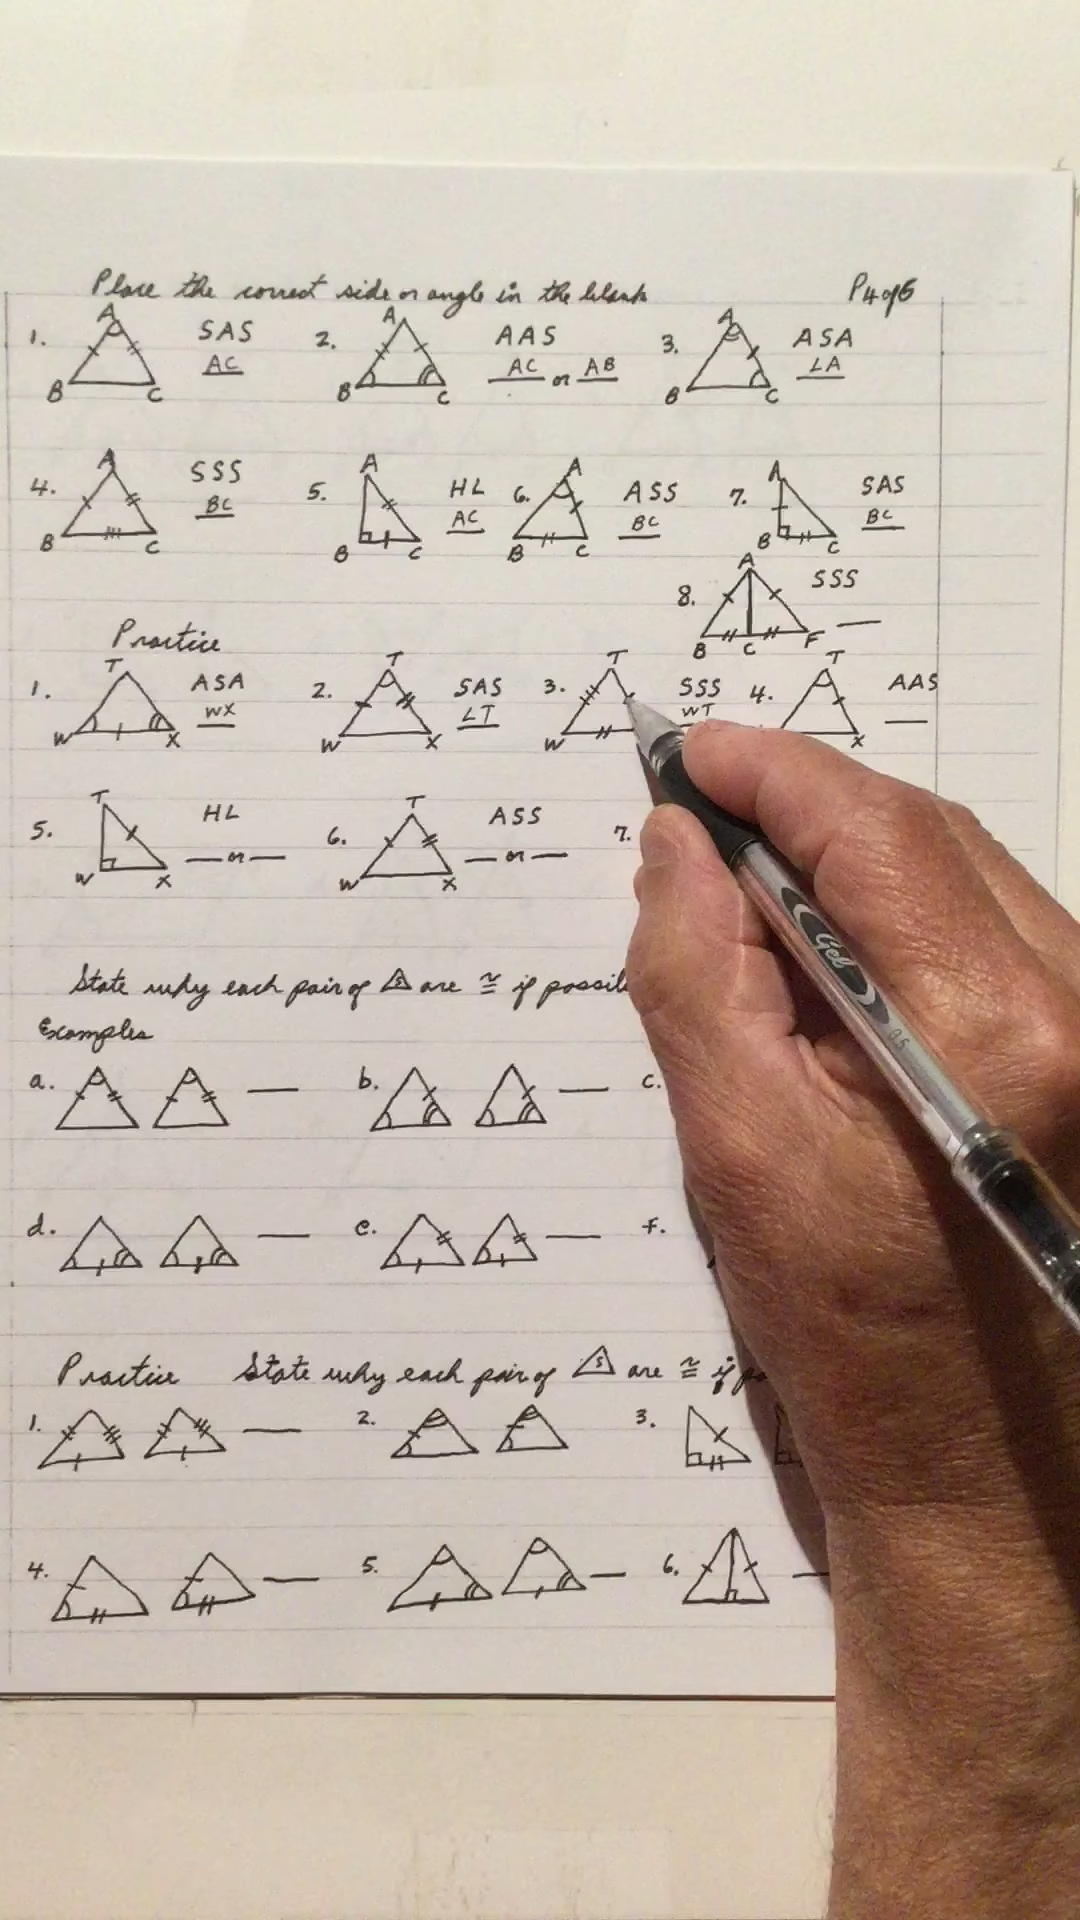 Place the correct side or angle in the blank P4 of 6
1. A B C SAS AC
2. A B C AAS AC or AB
3. A B C ASA ∠A
4. A B C SSS BC
5. A B C HL AC
6. A B C ASS BC
7. A B C SAS BC
8. A B C F SSS
Practice
1. T W X ASA WX
2. T W X SAS ∠T
3. T W SSS WT
4. T X AAS
5. T W X HL or
6. T W X ASS or
7.
State why each pair of △s are ≅ if
Examples
a. b. c.
d. e. f.
Practice State why each pair of △s are ≅ if
1. 2. 3.
4. 5. 6.
Gel 0.5